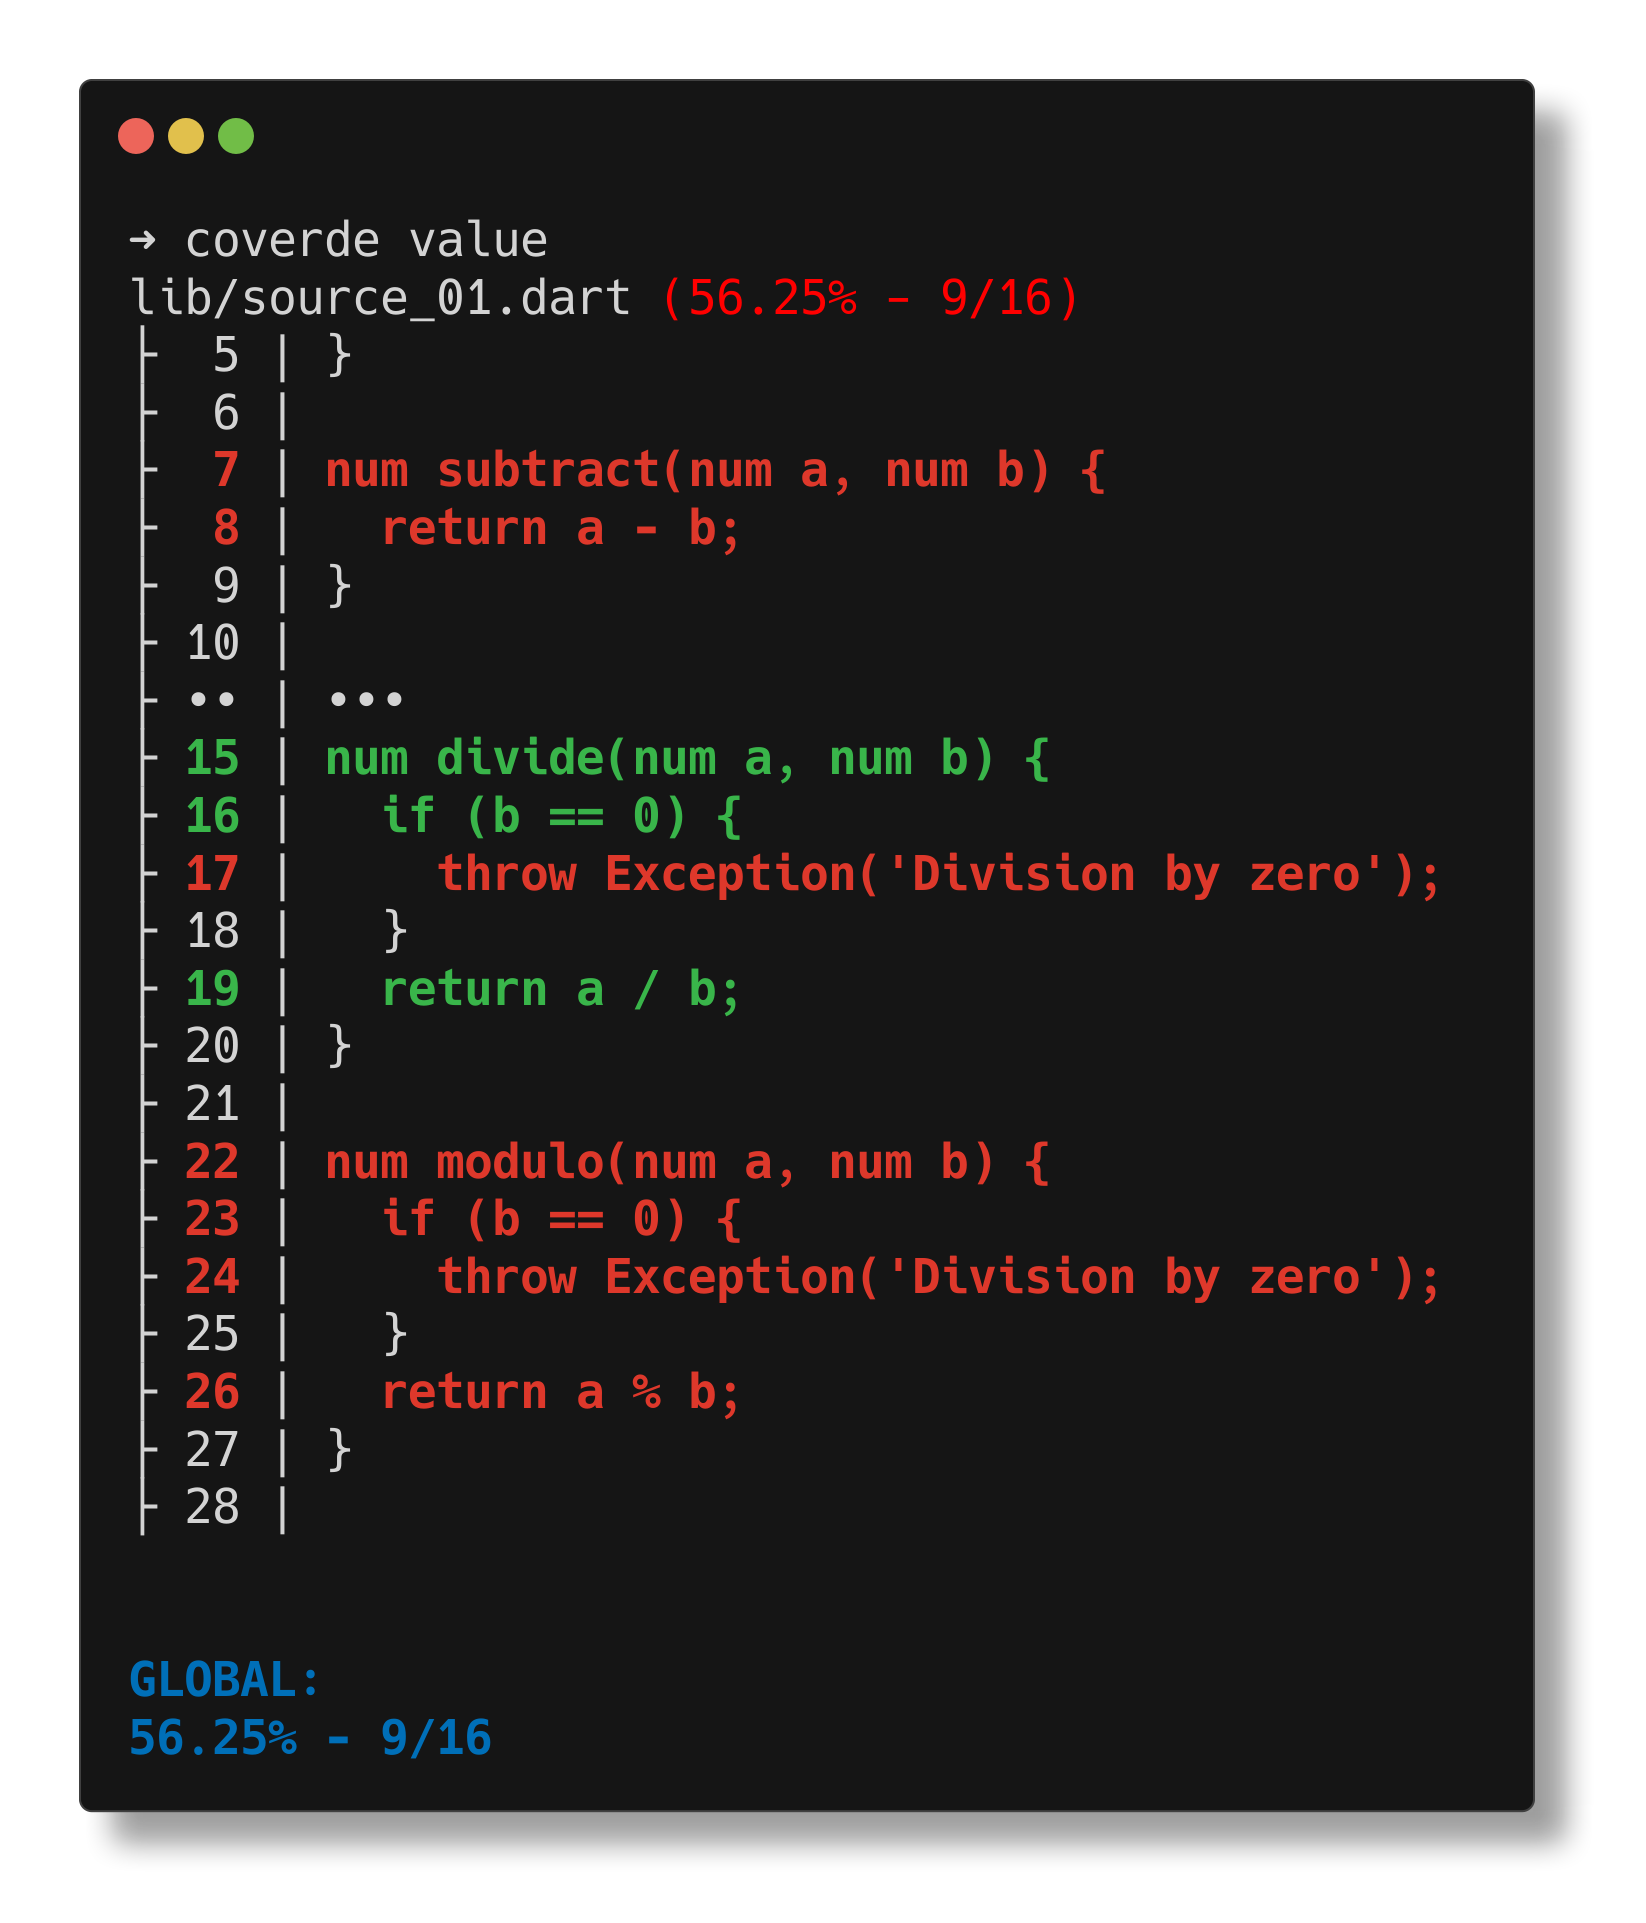 ➜ coverde value
lib/source_01.dart (56.25% - 9/16)
├  5 | }
├  6 |
├  7 | num subtract(num a, num b) {
├  8 |   return a - b;
├  9 | }
├ 10 |
├ •• | •••
├ 15 | num divide(num a, num b) {
├ 16 |   if (b == 0) {
├ 17 |     throw Exception('Division by zero');
├ 18 |   }
├ 19 |   return a / b;
├ 20 | }
├ 21 |
├ 22 | num modulo(num a, num b) {
├ 23 |   if (b == 0) {
├ 24 |     throw Exception('Division by zero');
├ 25 |   }
├ 26 |   return a % b;
├ 27 | }
├ 28 |
GLOBAL:
56.25% - 9/16